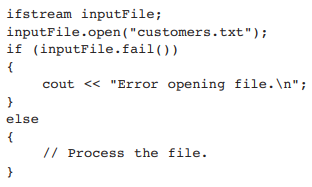 ifstream inputFile;
inputFile.open("customers.txt");
if (inputFile.fail())
{
    cout << "Error opening file.\n";
}
else
{
    // Process the file.
}